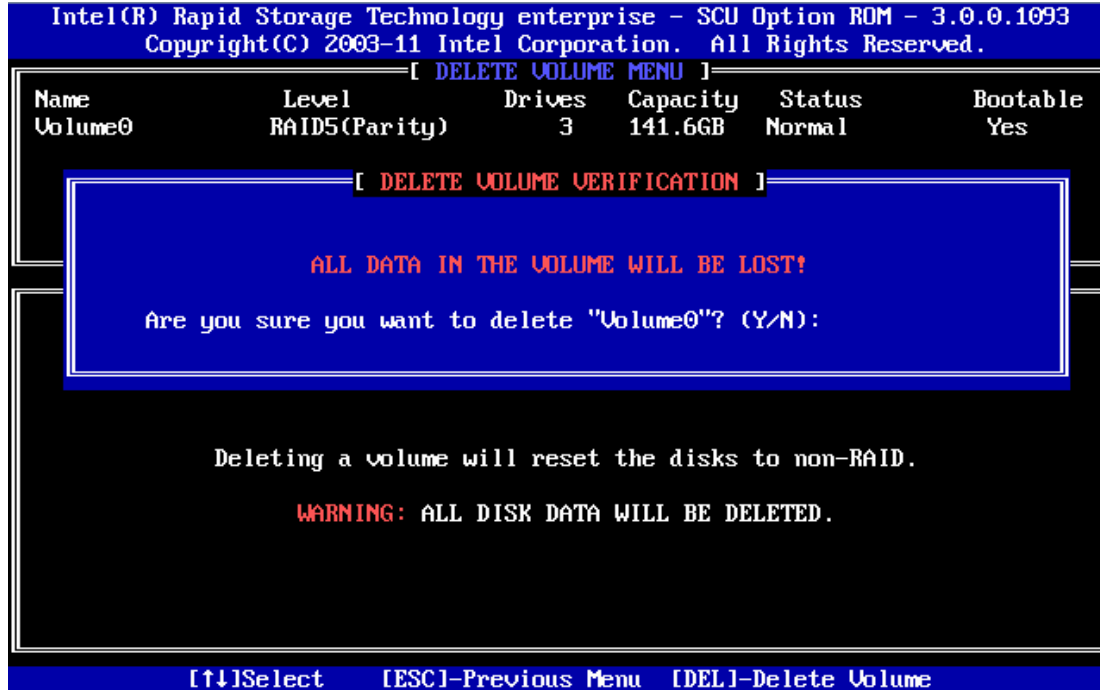 Intel(R) Rapid Storage Technology enterprise – SCU Option ROM – 3.0.0.1093
Copyright(C) 2003-11 Intel Corporation.  All Rights Reserved.
[ DELETE VOLUME MENU ]
Name Level Drives Capacity Status Bootable
Volume0 RAID5(Parity) 3 141.6GB Normal Yes
[ DELETE VOLUME VERIFICATION ]
ALL DATA IN THE VOLUME WILL BE LOST!
Are you sure you want to delete "Volume0"? (Y/N):
Deleting a volume will reset the disks to non-RAID.
WARNING: ALL DISK DATA WILL BE DELETED.
[↑↓]Select [ESC]-Previous Menu [DEL]-Delete Volume